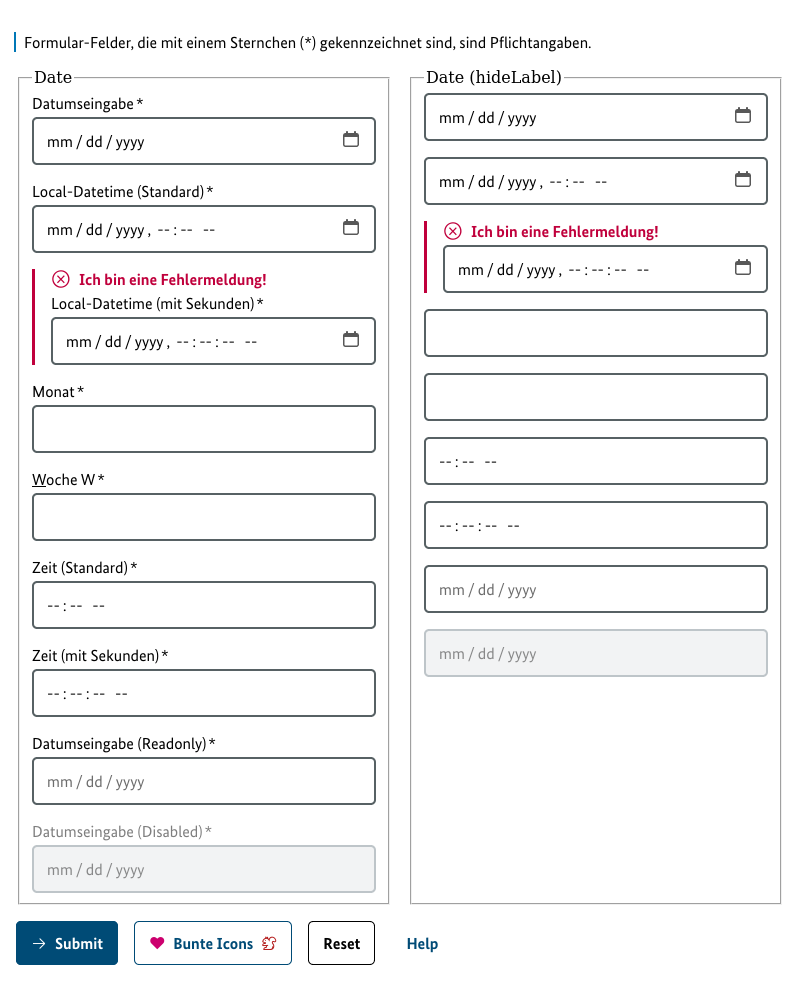 Formular-Felder, die mit einem Sternchen (*) gekennzeichnet sind, sind Pflichtangaben.
Date
Datumseingabe *
mm / dd / yyyy
Local-Datetime (Standard) *
mm / dd / yyyy , -- : -- --
Ich bin eine Fehlermeldung!
Local-Datetime (mit Sekunden) *
mm / dd / yyyy , -- : -- : -- --
Monat *
Woche W *
Zeit (Standard) *
-- : -- --
Zeit (mit Sekunden) *
-- : -- : -- --
Datumseingabe (Readonly) *
mm / dd / yyyy
Datumseingabe (Disabled) *
mm / dd / yyyy
Date (hideLabel)
mm / dd / yyyy
mm / dd / yyyy , -- : -- --
Ich bin eine Fehlermeldung!
mm / dd / yyyy , -- : -- : -- --
-- : -- --
-- : -- : -- --
mm / dd / yyyy
mm / dd / yyyy
Submit Bunte Icons Reset Help